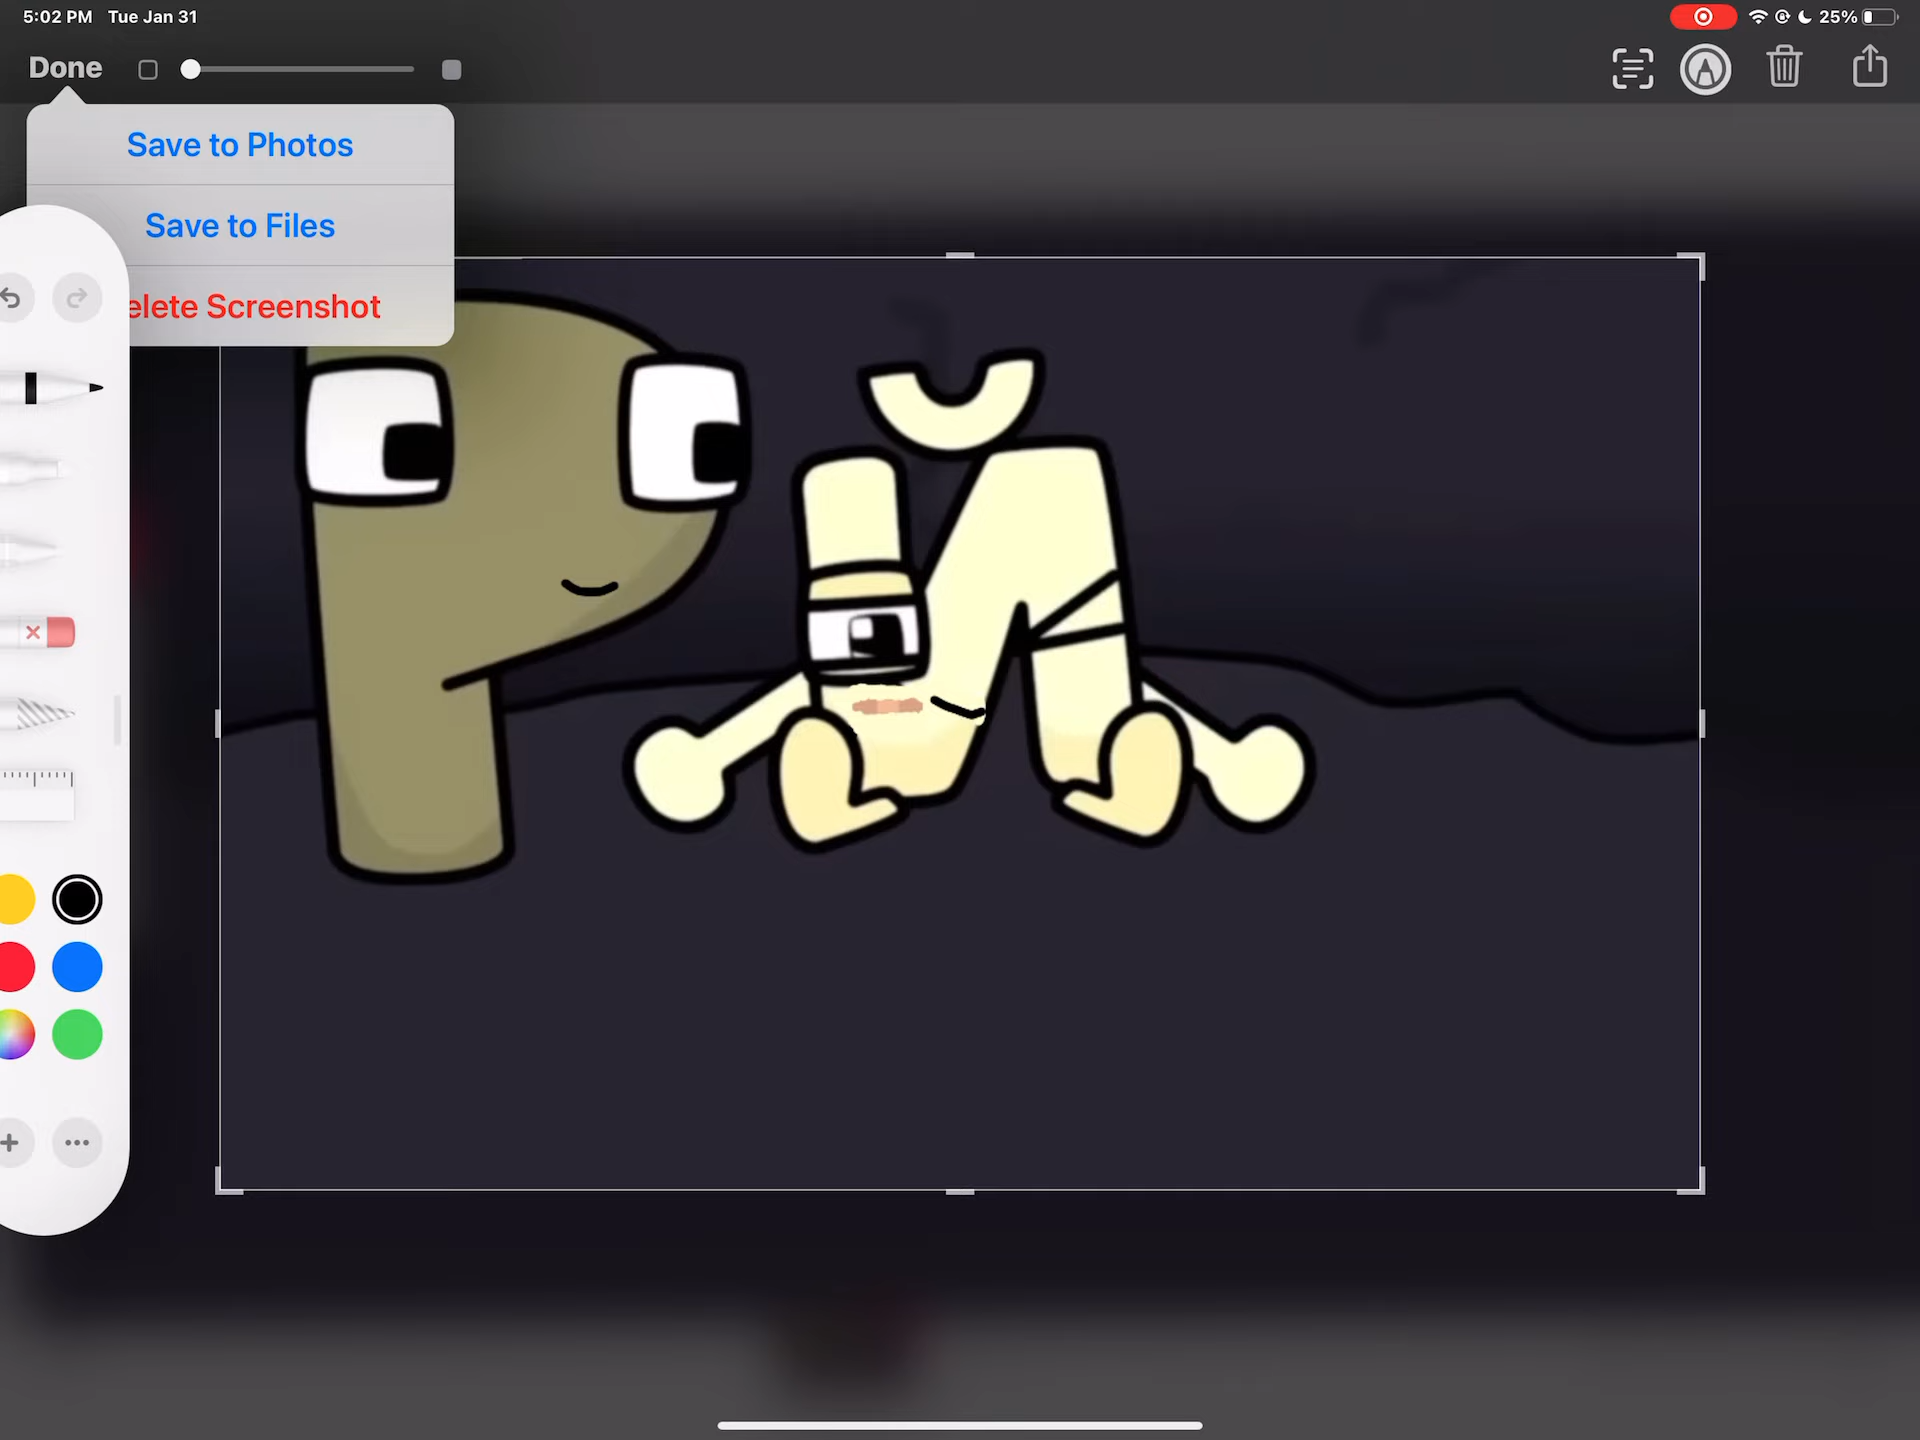 5:02 PM Tue Jan 31
25%
Done
Save to Photos
Save to Files
elete Screenshot
Й